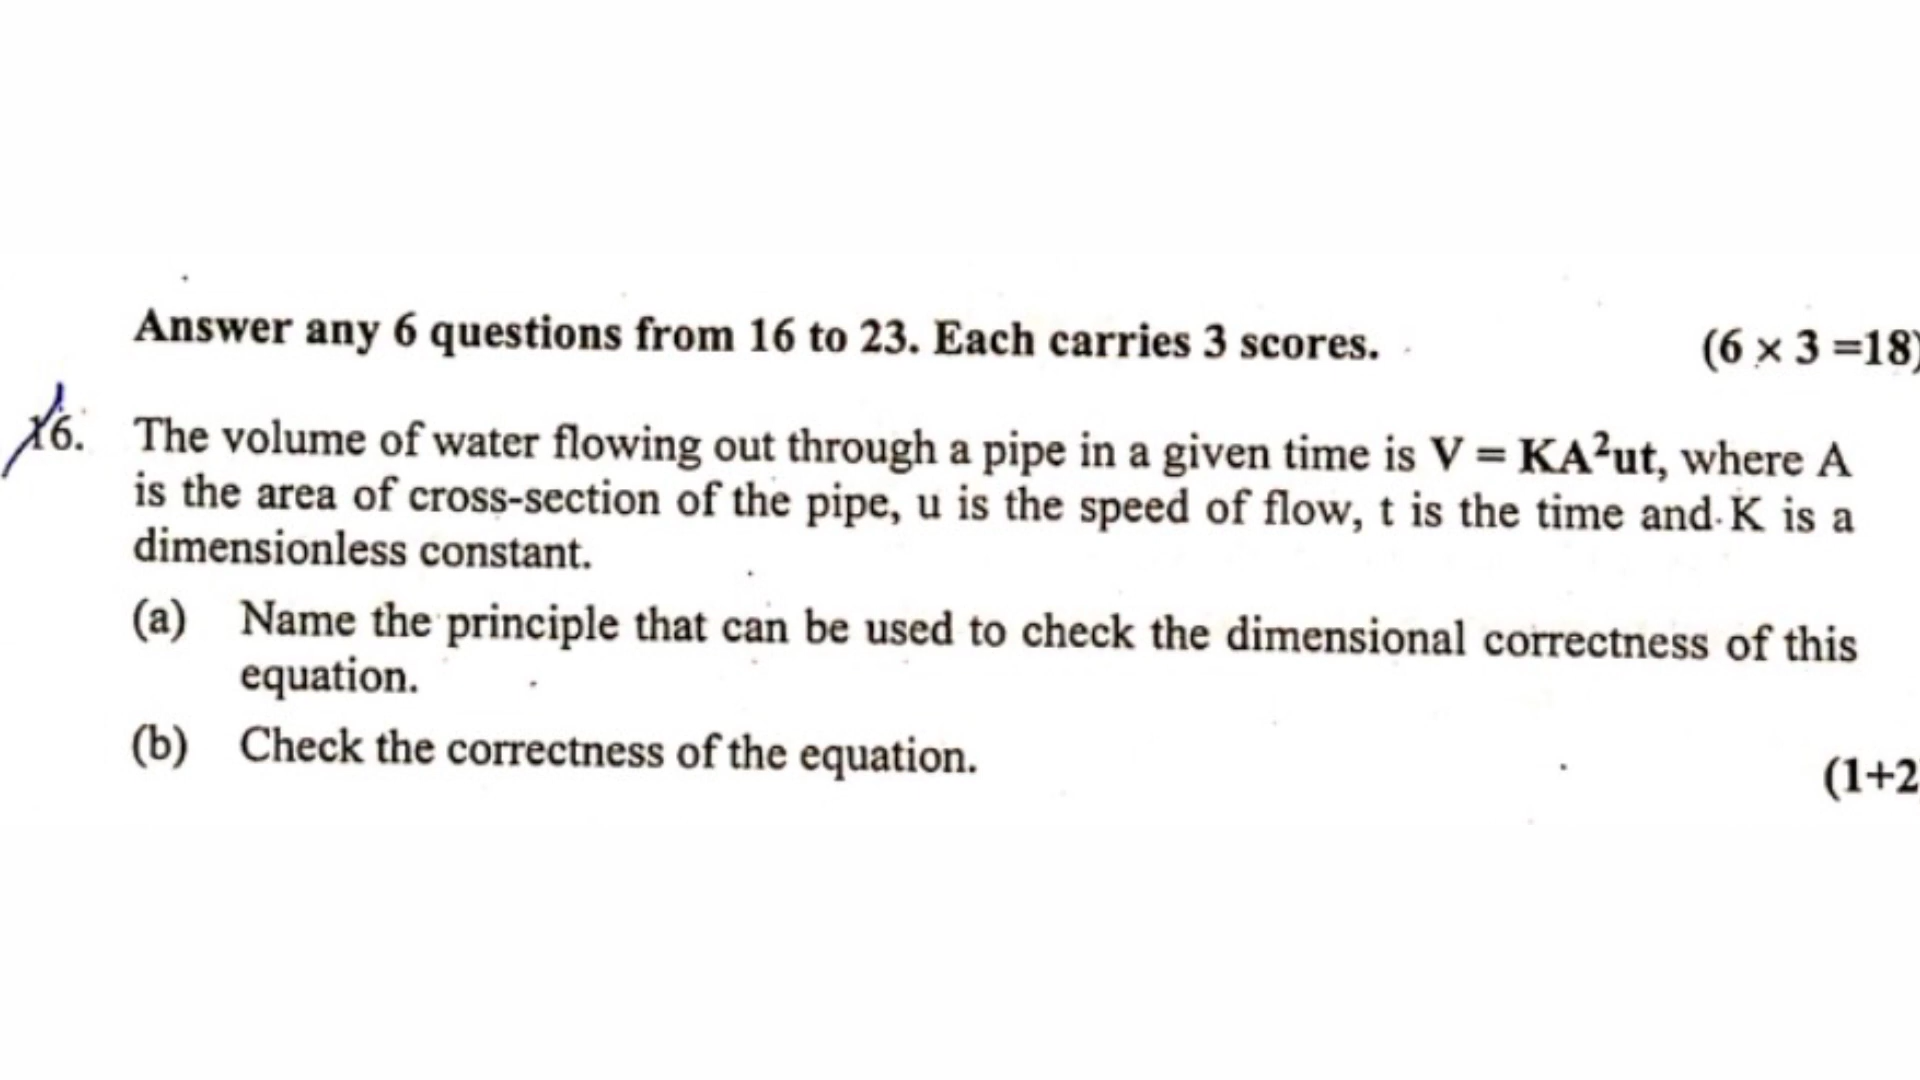 Answer any 6 questions from 16 to 23. Each carries 3 scores. (6 × 3 =18)
16. The volume of water flowing out through a pipe in a given time is V = KA²ut, where A
is the area of cross-section of the pipe, u is the speed of flow, t is the time and K is a
dimensionless constant.
(a) Name the principle that can be used to check the dimensional correctness of this
equation.
(b) Check the correctness of the equation.
(1+2